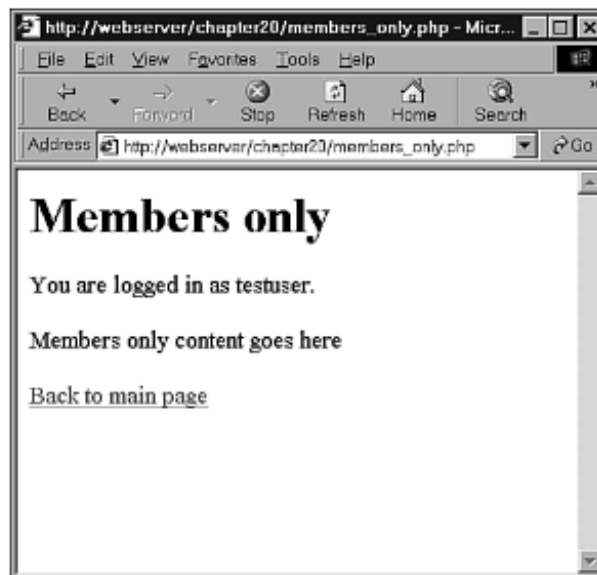 http://webserver/chapter20/members_only.php - Micr...
File Edit View Favorites Tools Help
Back Forward Stop Refresh Home Search
Address http://webserver/chapter20/members_only.php Go
Members only
You are logged in as testuser.
Members only content goes here
Back to main page